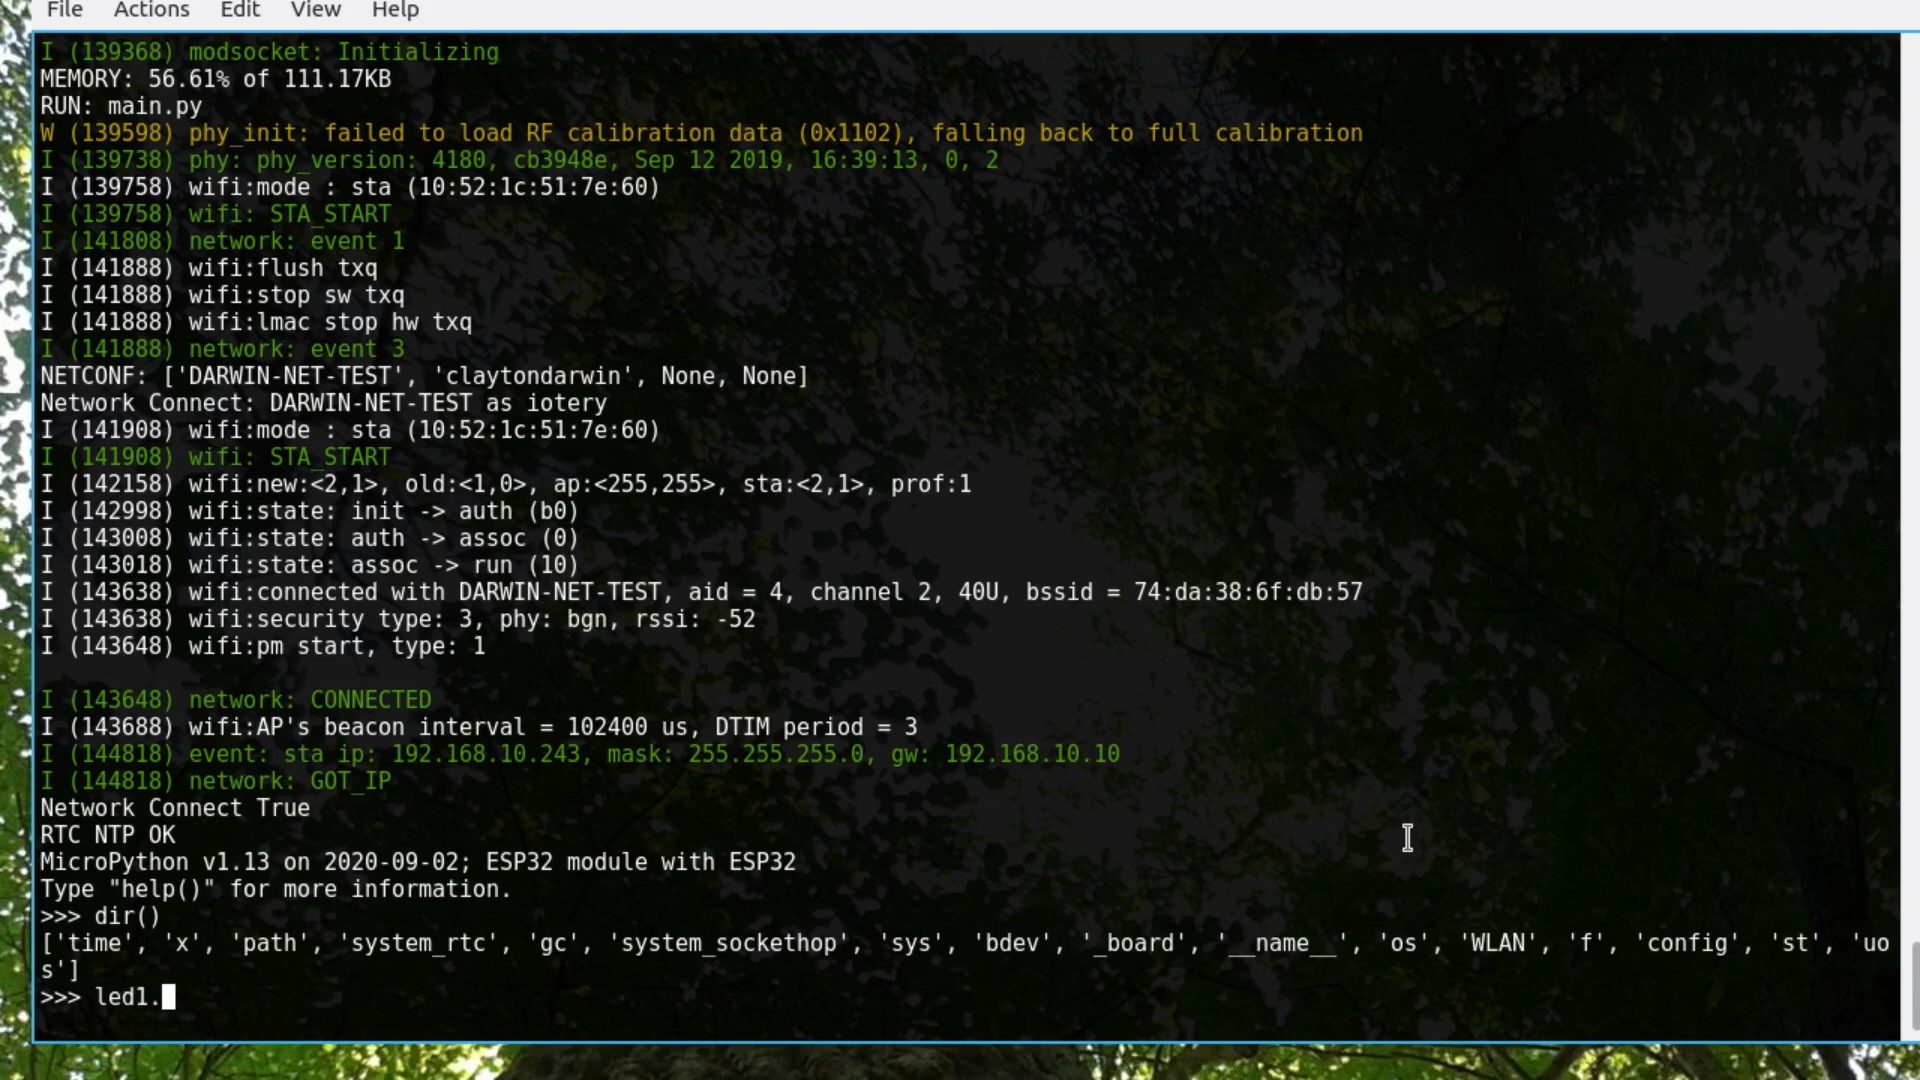 File Actions Edit View Help
I (139368) modsocket: Initializing
MEMORY: 56.61% of 111.17KB
RUN: main.py
W (139598) phy_init: failed to load RF calibration data (0x1102), falling back to full calibration
I (139738) phy: phy_version: 4180, cb3948e, Sep 12 2019, 16:39:13, 0, 2
I (139758) wifi:mode : sta (10:52:1c:51:7e:60)
I (139758) wifi: STA_START
I (141808) network: event 1
I (141888) wifi:flush txq
I (141888) wifi:stop sw txq
I (141888) wifi:lmac stop hw txq
I (141888) network: event 3
NETCONF: ['DARWIN-NET-TEST', 'claytondarwin', None, None]
Network Connect: DARWIN-NET-TEST as iotery
I (141908) wifi:mode : sta (10:52:1c:51:7e:60)
I (141908) wifi: STA_START
I (142158) wifi:new:<2,1>, old:<1,0>, ap:<255,255>, sta:<2,1>, prof:1
I (142998) wifi:state: init -> auth (b0)
I (143008) wifi:state: auth -> assoc (0)
I (143018) wifi:state: assoc -> run (10)
I (143638) wifi:connected with DARWIN-NET-TEST, aid = 4, channel 2, 40U, bssid = 74:da:38:6f:db:57
I (143638) wifi:security type: 3, phy: bgn, rssi: -52
I (143648) wifi:pm start, type: 1
I (143648) network: CONNECTED
I (143688) wifi:AP's beacon interval = 102400 us, DTIM period = 3
I (144818) event: sta ip: 192.168.10.243, mask: 255.255.255.0, gw: 192.168.10.10
I (144818) network: GOT_IP
Network Connect True
RTC NTP OK
MicroPython v1.13 on 2020-09-02; ESP32 module with ESP32
Type "help()" for more information.
>>> dir()
['time', 'x', 'path', 'system_rtc', 'gc', 'system_sockethop', 'sys', 'bdev', '_board', '__name__', 'os', 'WLAN', 'f', 'config', 'st', 'uo
s']
>>> led1.